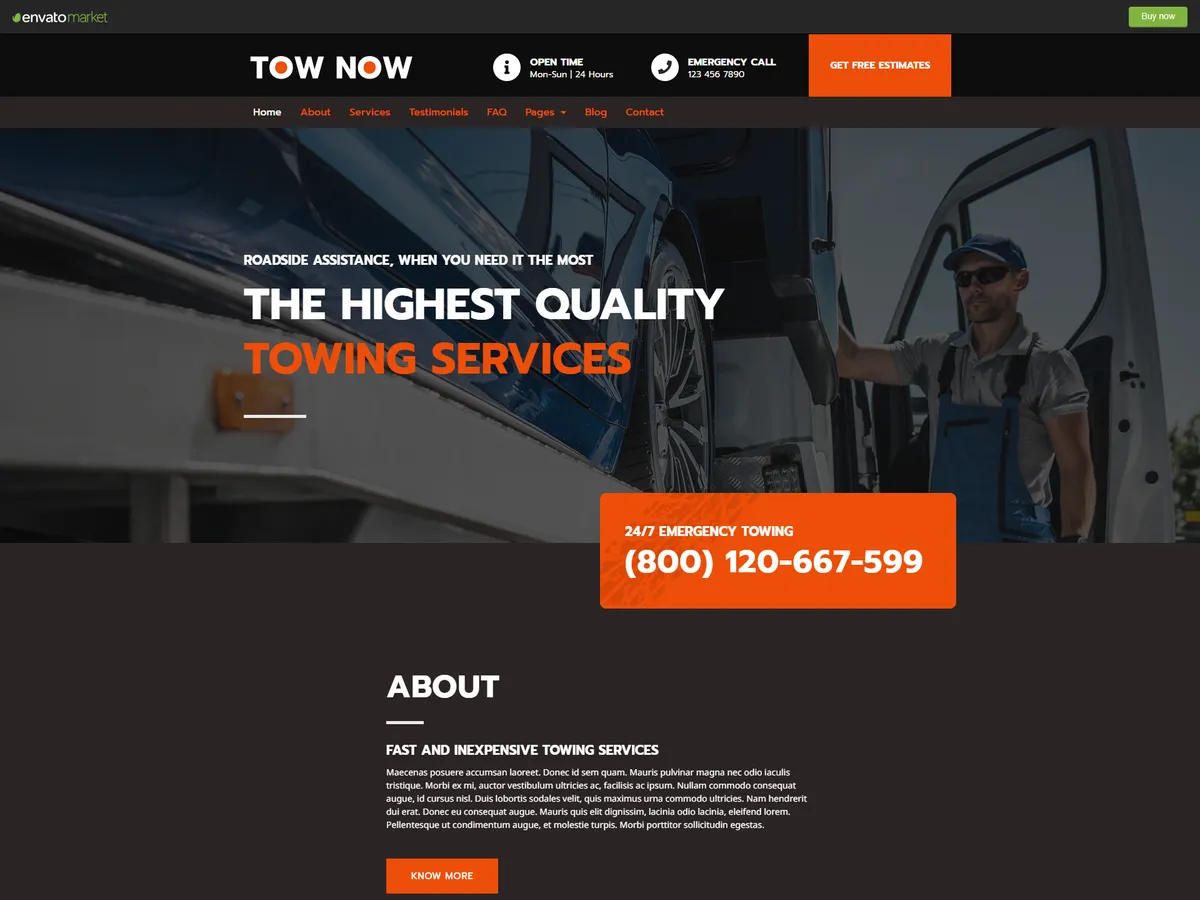 envato market
Buy now
TOW NOW
OPEN TIME
Mon-Sun | 24 Hours
EMERGENCY CALL
123 456 7890
GET FREE ESTIMATES
Home About Services Testimonials FAQ Pages Blog Contact
ROADSIDE ASSISTANCE, WHEN YOU NEED IT THE MOST
THE HIGHEST QUALITY
TOWING SERVICES
24/7 EMERGENCY TOWING
(800) 120-667-599
ABOUT
FAST AND INEXPENSIVE TOWING SERVICES
Maecenas posuere accumsan laoreet. Donec id sem quam. Mauris pulvinar magna nec odio iaculis
tristique. Morbi ex mi, auctor vestibulum ultricies ac, facilisis ac ipsum. Nullam commodo consequat
augue, id cursus nisl. Duis lobortis sodales velit, quis maximus urna commodo ultricies. Nam hendrerit
dui erat. Donec eu consequat augue. Mauris quis elit dignissim, lacinia odio lacinia, eleifend lorem.
Pellentesque ut condimentum augue, et molestie turpis. Morbi porttitor sollicitudin egestas.
KNOW MORE